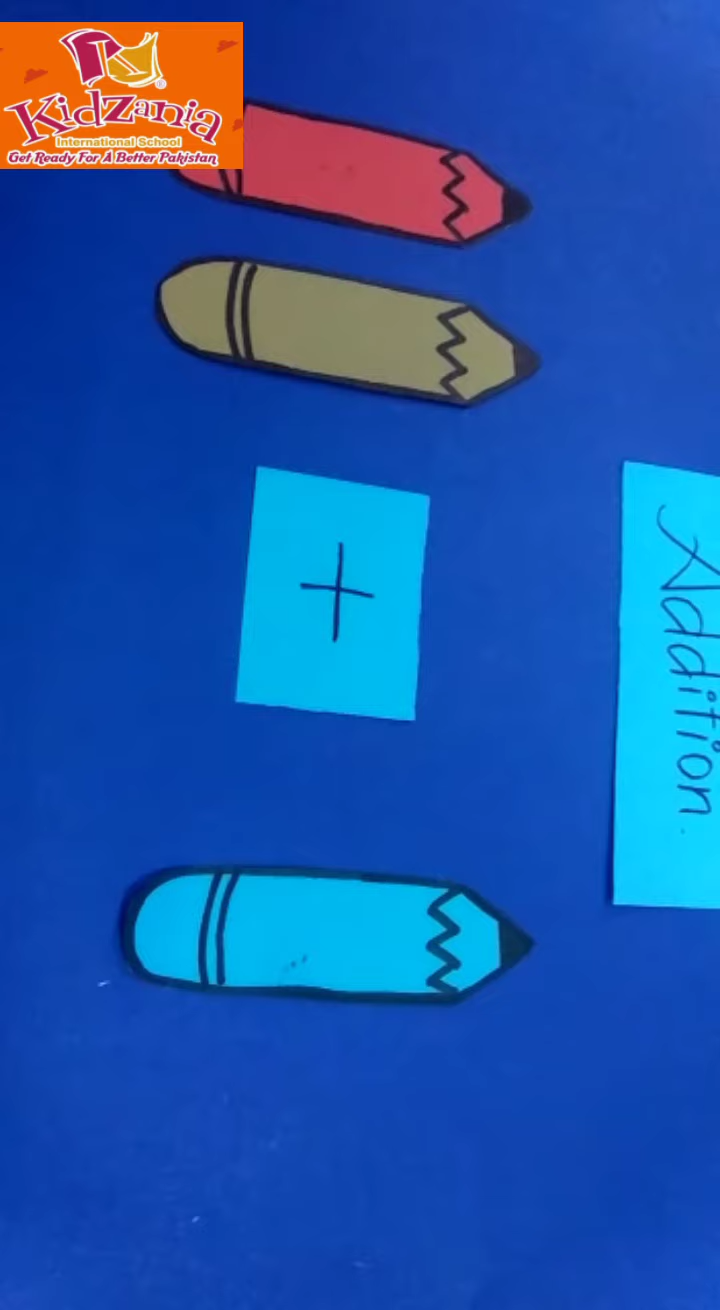 KidZania
International School
Get Ready For A Better Pakistan
+
Addition.